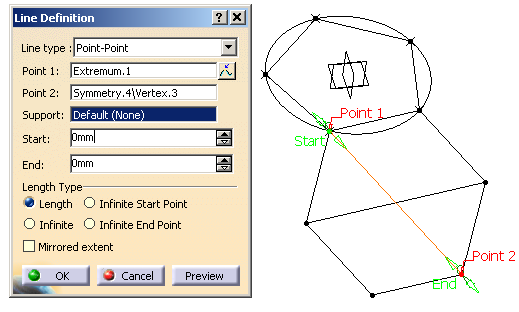 Line Definition
Line type : Point-Point
Point 1: Extremum.1
Point 2: Symmetry.4\Vertex.3
Support: Default (None)
Start: 0mm
End: 0mm
Length Type
Length Infinite Start Point
Infinite Infinite End Point
Mirrored extent
OK Cancel Preview
Point 1
Start
Point 2
End